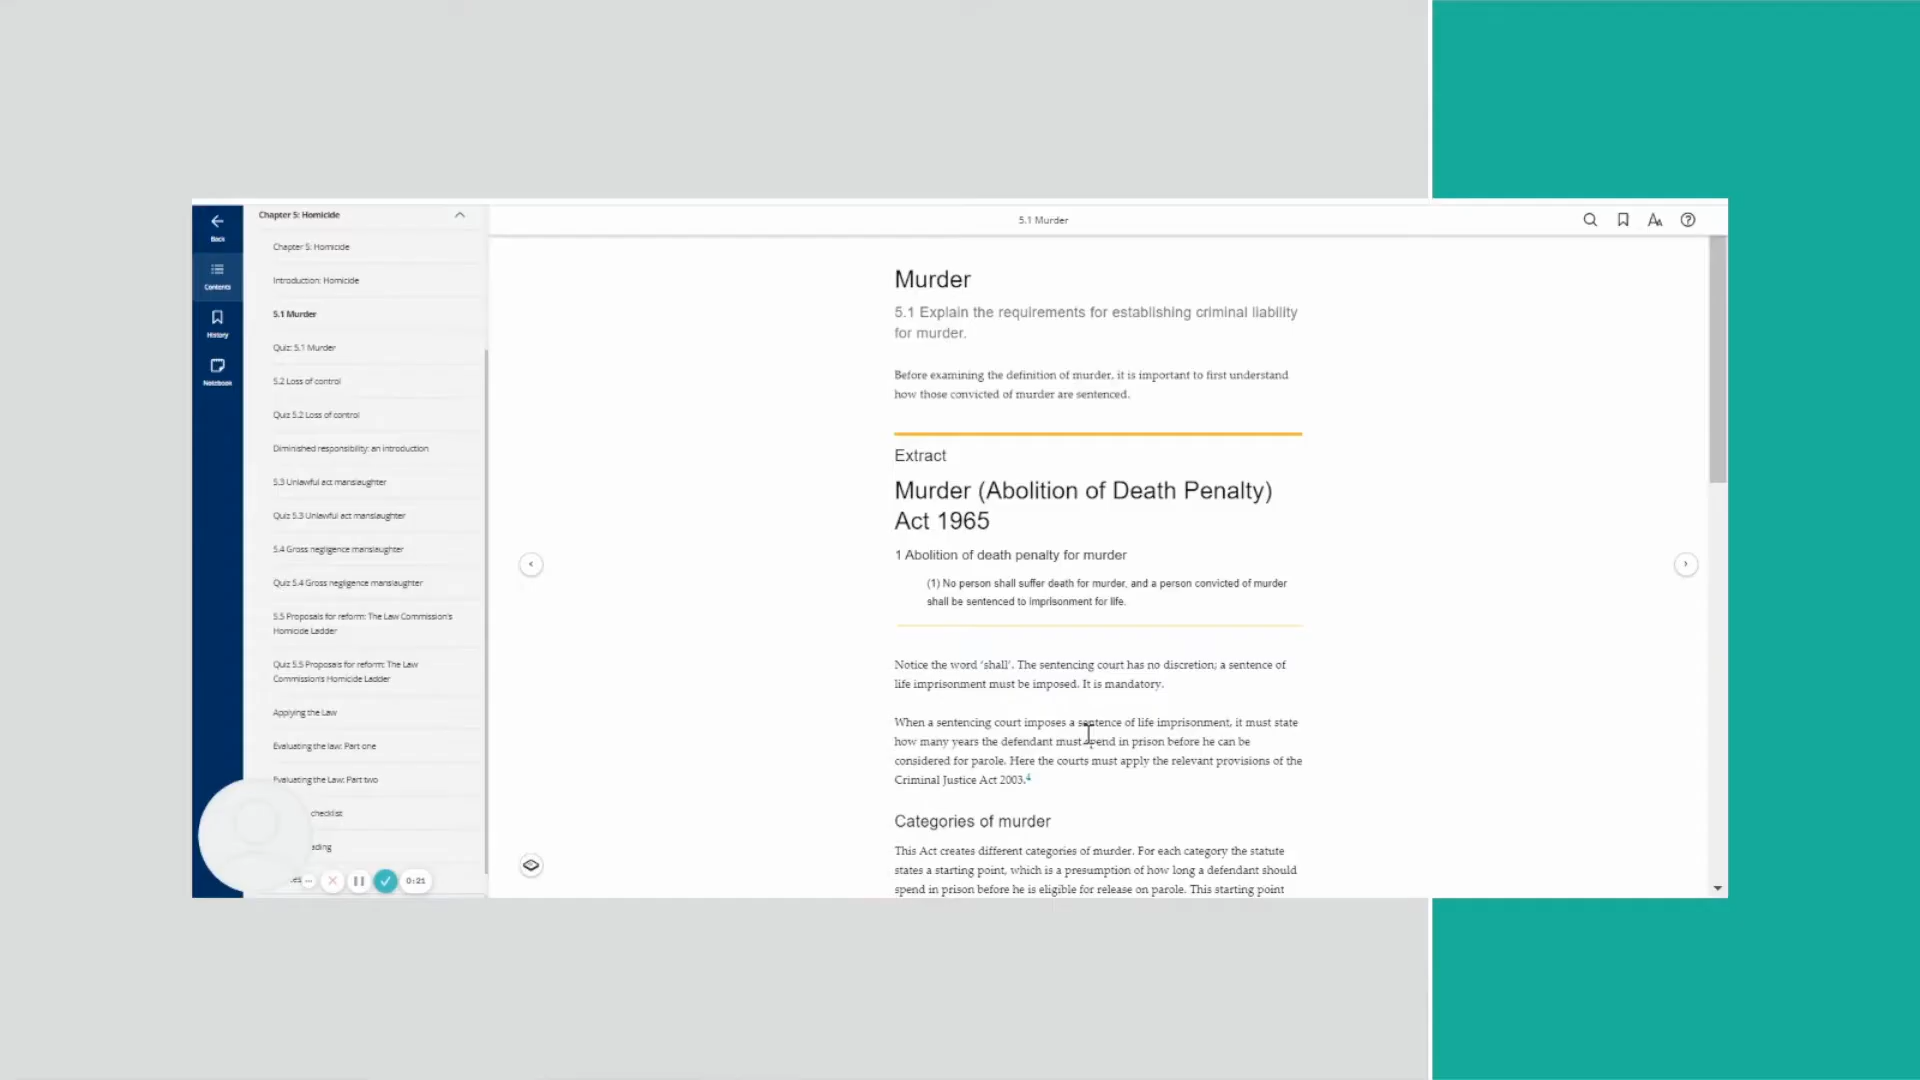 Back
Contents
History
Notebook
Chapter 5: Homicide
Chapter 5: Homicide
Introduction: Homicide
5.1 Murder
Quiz: 5.1 Murder
5.2 Loss of control
Quiz 5.2 Loss of control
Diminished responsibility: an introduction
5.3 Unlawful act manslaughter
Quiz 5.3 Unlawful act manslaughter
5.4 Gross negligence manslaughter
Quiz 5.4 Gross negligence manslaughter
5.5 Proposals for reform: The Law Commission's
Homicide Ladder
Quiz 5.5 Proposals for reform: The Law
Commission's Homicide Ladder
Applying the Law
Evaluating the law: Part one
Evaluating the Law: Part two
checklist
0:21
5.1 Murder
Murder
5.1 Explain the requirements for establishing criminal liability
for murder.
Before examining the definition of murder, it is important to first understand
how those convicted of murder are sentenced.
Extract
Murder (Abolition of Death Penalty)
Act 1965
1 Abolition of death penalty for murder
(1) No person shall suffer death for murder, and a person convicted of murder
shall be sentenced to imprisonment for life.
Notice the word ‘shall’. The sentencing court has no discretion; a sentence of
life imprisonment must be imposed. It is mandatory.
When a sentencing court imposes a sentence of life imprisonment, it must state
how many years the defendant must spend in prison before he can be
considered for parole. Here the courts must apply the relevant provisions of the
Criminal Justice Act 2003.4
Categories of murder
This Act creates different categories of murder. For each category the statute
states a starting point, which is a presumption of how long a defendant should
spend in prison before he is eligible for release on parole. This starting point